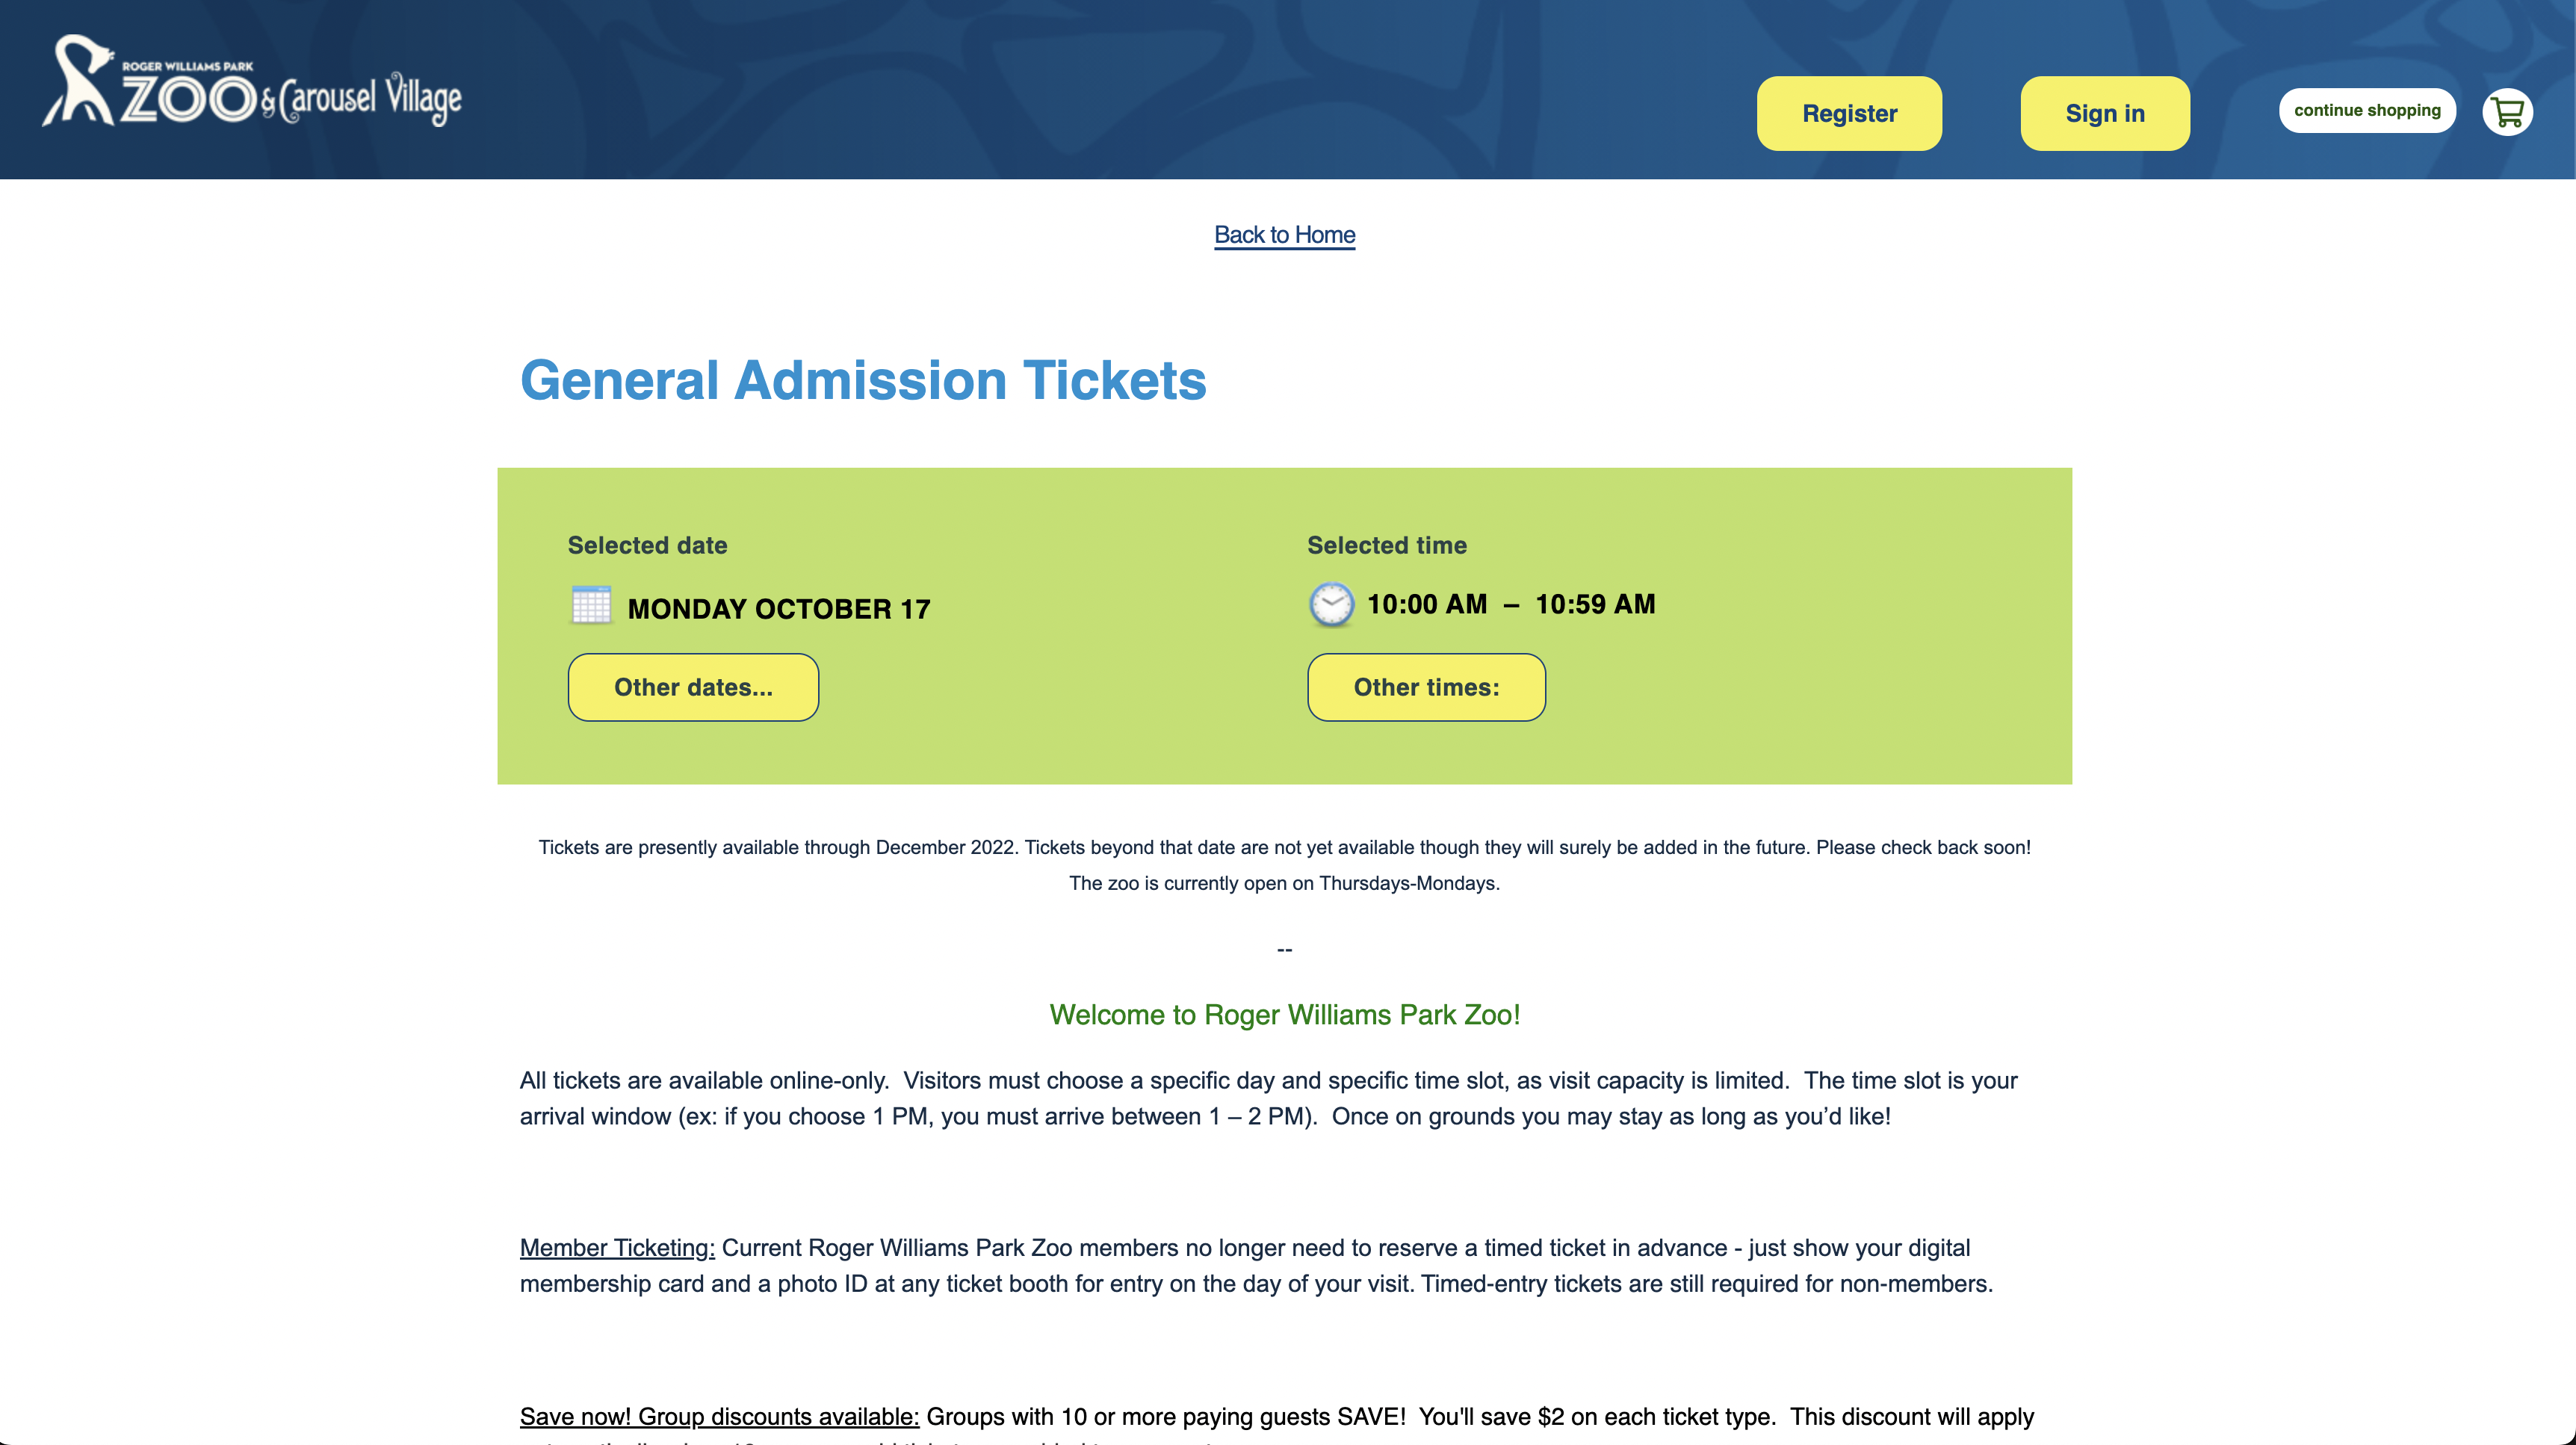 ROGER WILLIAMS PARK
ZOO & Carousel Village
Register
Sign in
continue shopping
Back to Home
General Admission Tickets
Selected date
Selected time
MONDAY OCTOBER 17
10:00 AM – 10:59 AM
Other dates...
Other times:
Tickets are presently available through December 2022. Tickets beyond that date are not yet available though they will surely be added in the future. Please check back soon!
The zoo is currently open on Thursdays-Mondays.
--
Welcome to Roger Williams Park Zoo!
All tickets are available online-only.  Visitors must choose a specific day and specific time slot, as visit capacity is limited.  The time slot is your
arrival window (ex: if you choose 1 PM, you must arrive between 1 – 2 PM).  Once on grounds you may stay as long as you’d like!
Member Ticketing: Current Roger Williams Park Zoo members no longer need to reserve a timed ticket in advance - just show your digital
membership card and a photo ID at any ticket booth for entry on the day of your visit. Timed-entry tickets are still required for non-members.
Save now! Group discounts available: Groups with 10 or more paying guests SAVE!  You'll save $2 on each ticket type.  This discount will apply